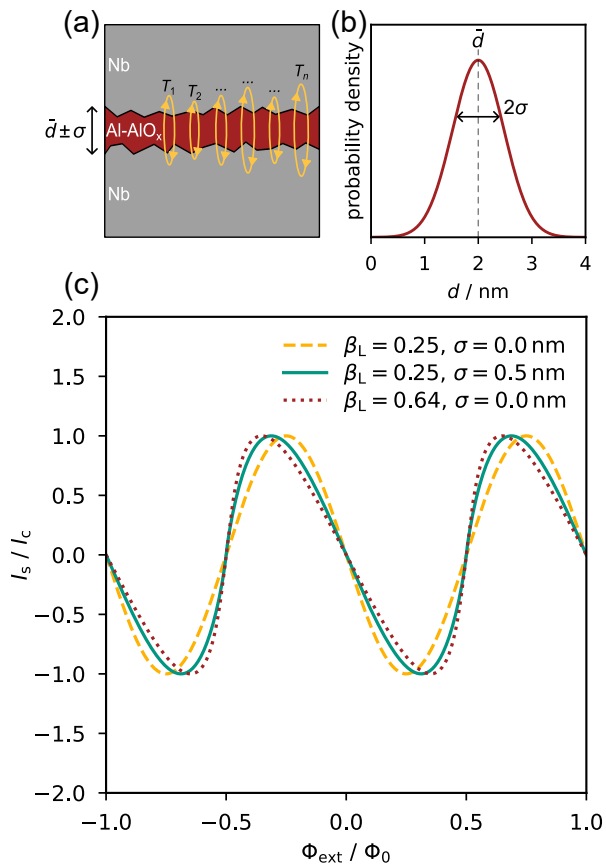 (a)
Nb
T1 T2 ... ... ... Tn
d̄ ± σ
Al-AlOx
Nb
(b)
probability density
d̄
2σ
0 1 2 3 4
d / nm
(c)
Is / Ic
2.0
1.5
1.0
0.5
0.0
−0.5
−1.0
−1.5
−2.0
βL = 0.25, σ = 0.0 nm
βL = 0.25, σ = 0.5 nm
βL = 0.64, σ = 0.0 nm
−1.0 −0.5 0.0 0.5 1.0
Φext / Φ0